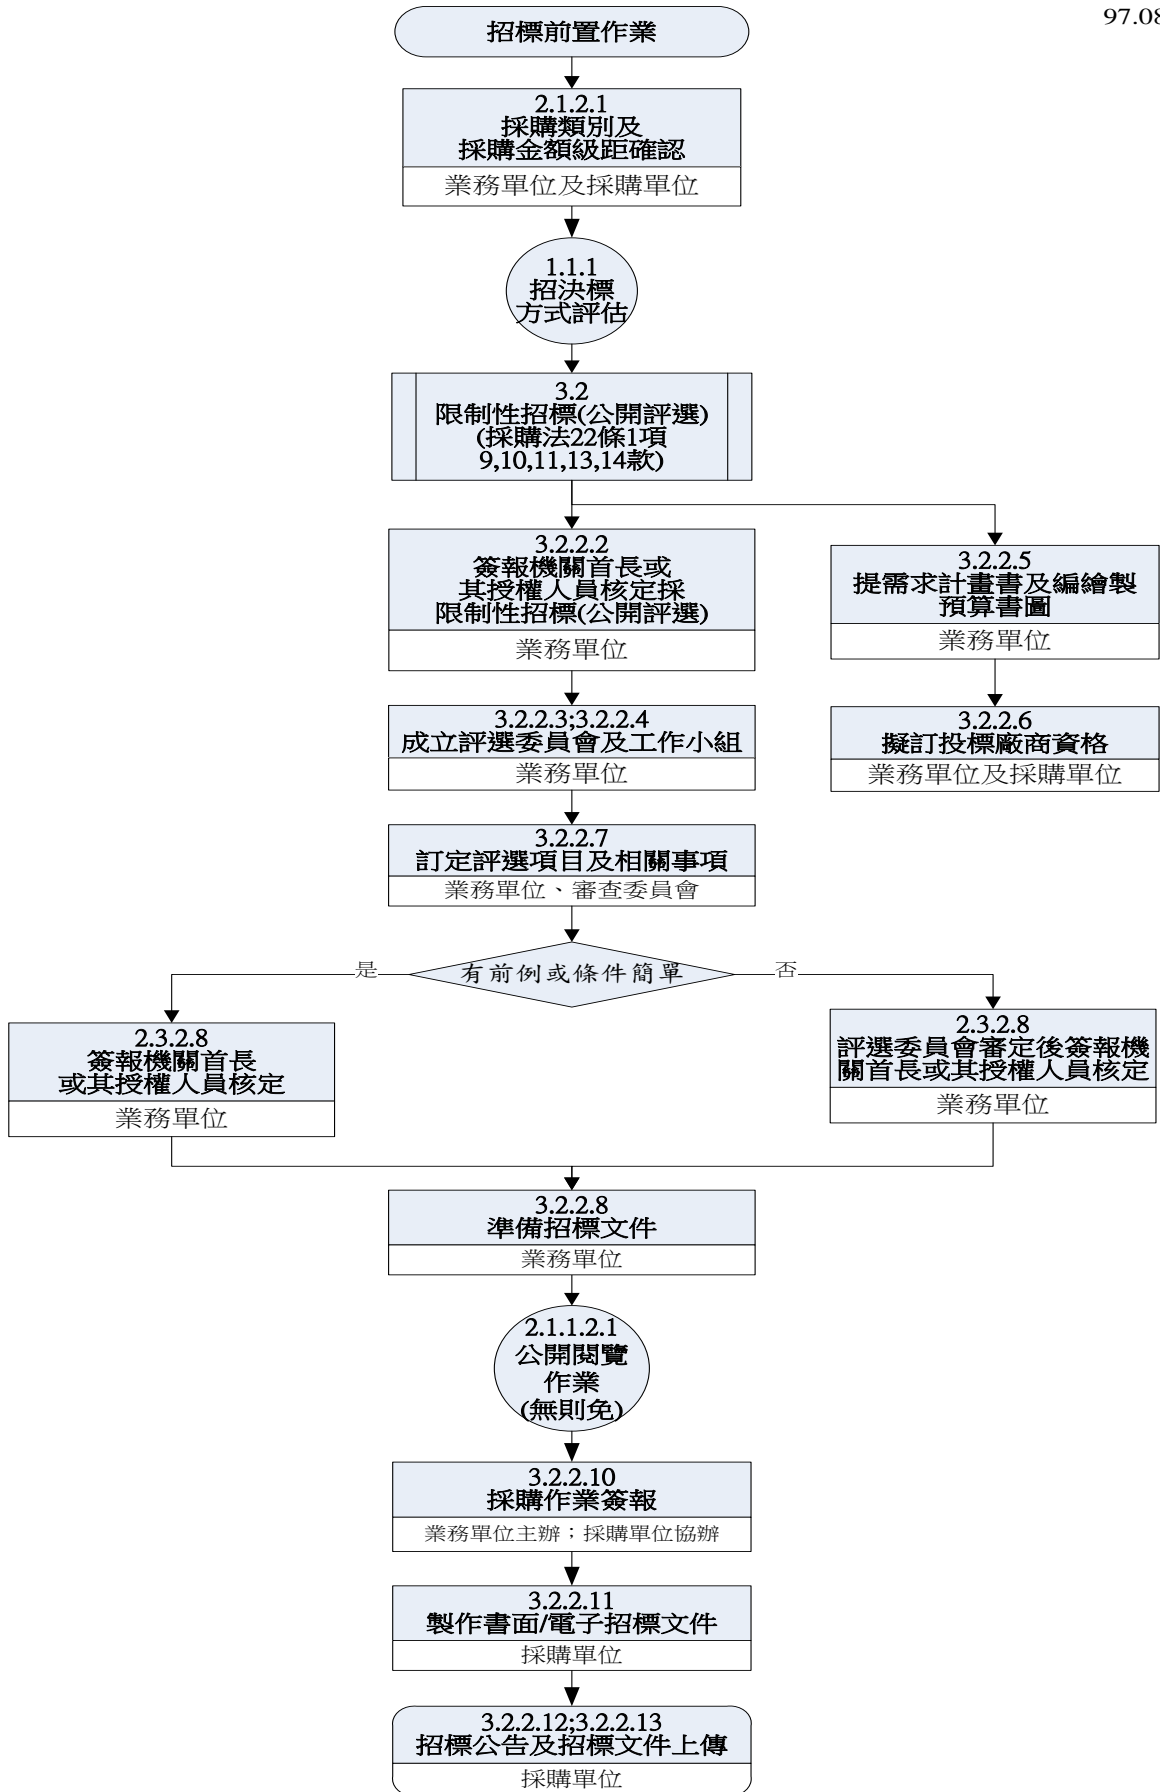 97.08
招標前置作業
2.1.2.1
採購類別及
採購金額級距確認
業務單位及採購單位
1.1.1
招決標
方式評估
3.2
限制性招標(公開評選)
(採購法22條1項
9,10,11,13,14款)
3.2.2.2
簽報機關首長或
其授權人員核定採
限制性招標(公開評選)
業務單位
3.2.2.5
提需求計畫書及編繪製
預算書圖
業務單位
3.2.2.3;3.2.2.4
成立評選委員會及工作小組
業務單位
3.2.2.6
擬訂投標廠商資格
業務單位及採購單位
3.2.2.7
訂定評選項目及相關事項
業務單位、審查委員會
是
有前例或條件簡單
否
2.3.2.8
簽報機關首長
或其授權人員核定
業務單位
2.3.2.8
評選委員會審定後簽報機
關首長或其授權人員核定
業務單位
3.2.2.8
準備招標文件
業務單位
2.1.1.2.1
公開閱覽
作業
(無則免)
3.2.2.10
採購作業簽報
業務單位主辦；採購單位協辦
3.2.2.11
製作書面/電子招標文件
採購單位
3.2.2.12;3.2.2.13
招標公告及招標文件上傳
採購單位